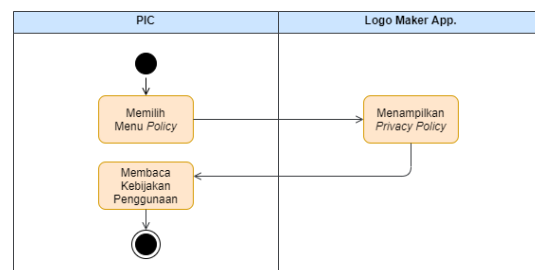 PIC
Logo Maker App.
Memilih
Menu Policy
Menampilkan
Privacy Policy
Membaca
Kebijakan
Penggunaan